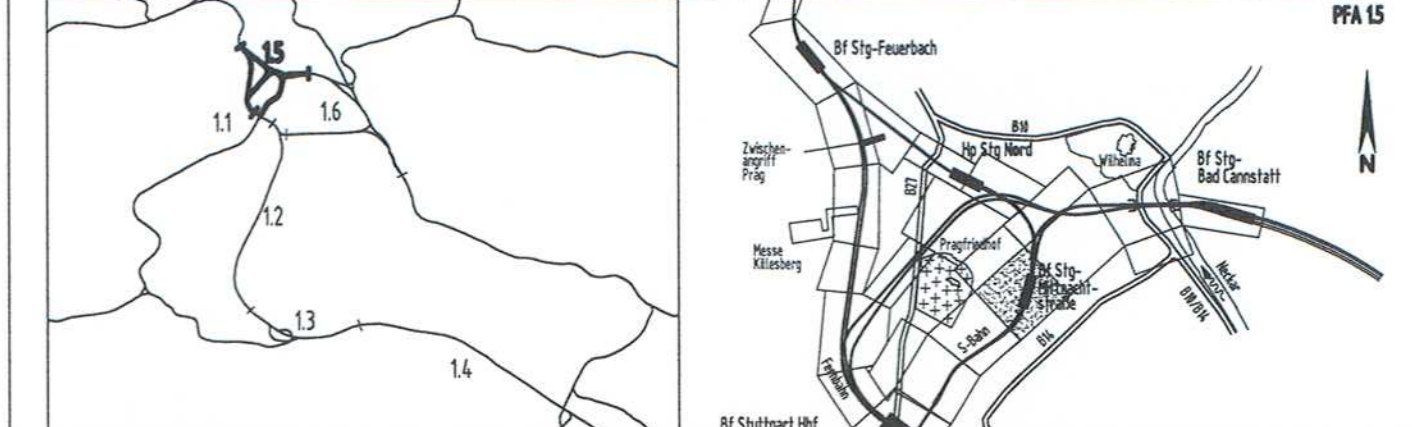 1.5
1.6
1.1
1.2
1.3
1.4
PFA 1.5
Bf Stg-Feuerbach
Zwischen-
angriff
Prag
B10
Hp Stg Nord
Wilhelma
Bf Stg-
Bad Cannstatt
N
B27
Messe
Killesberg
Pragfriedhof
Bf Stg-
Mittnacht-
straße
Neckar
B10/B14
S-Bahn
B14
Fernbahn
Bf Stuttgart Hbf